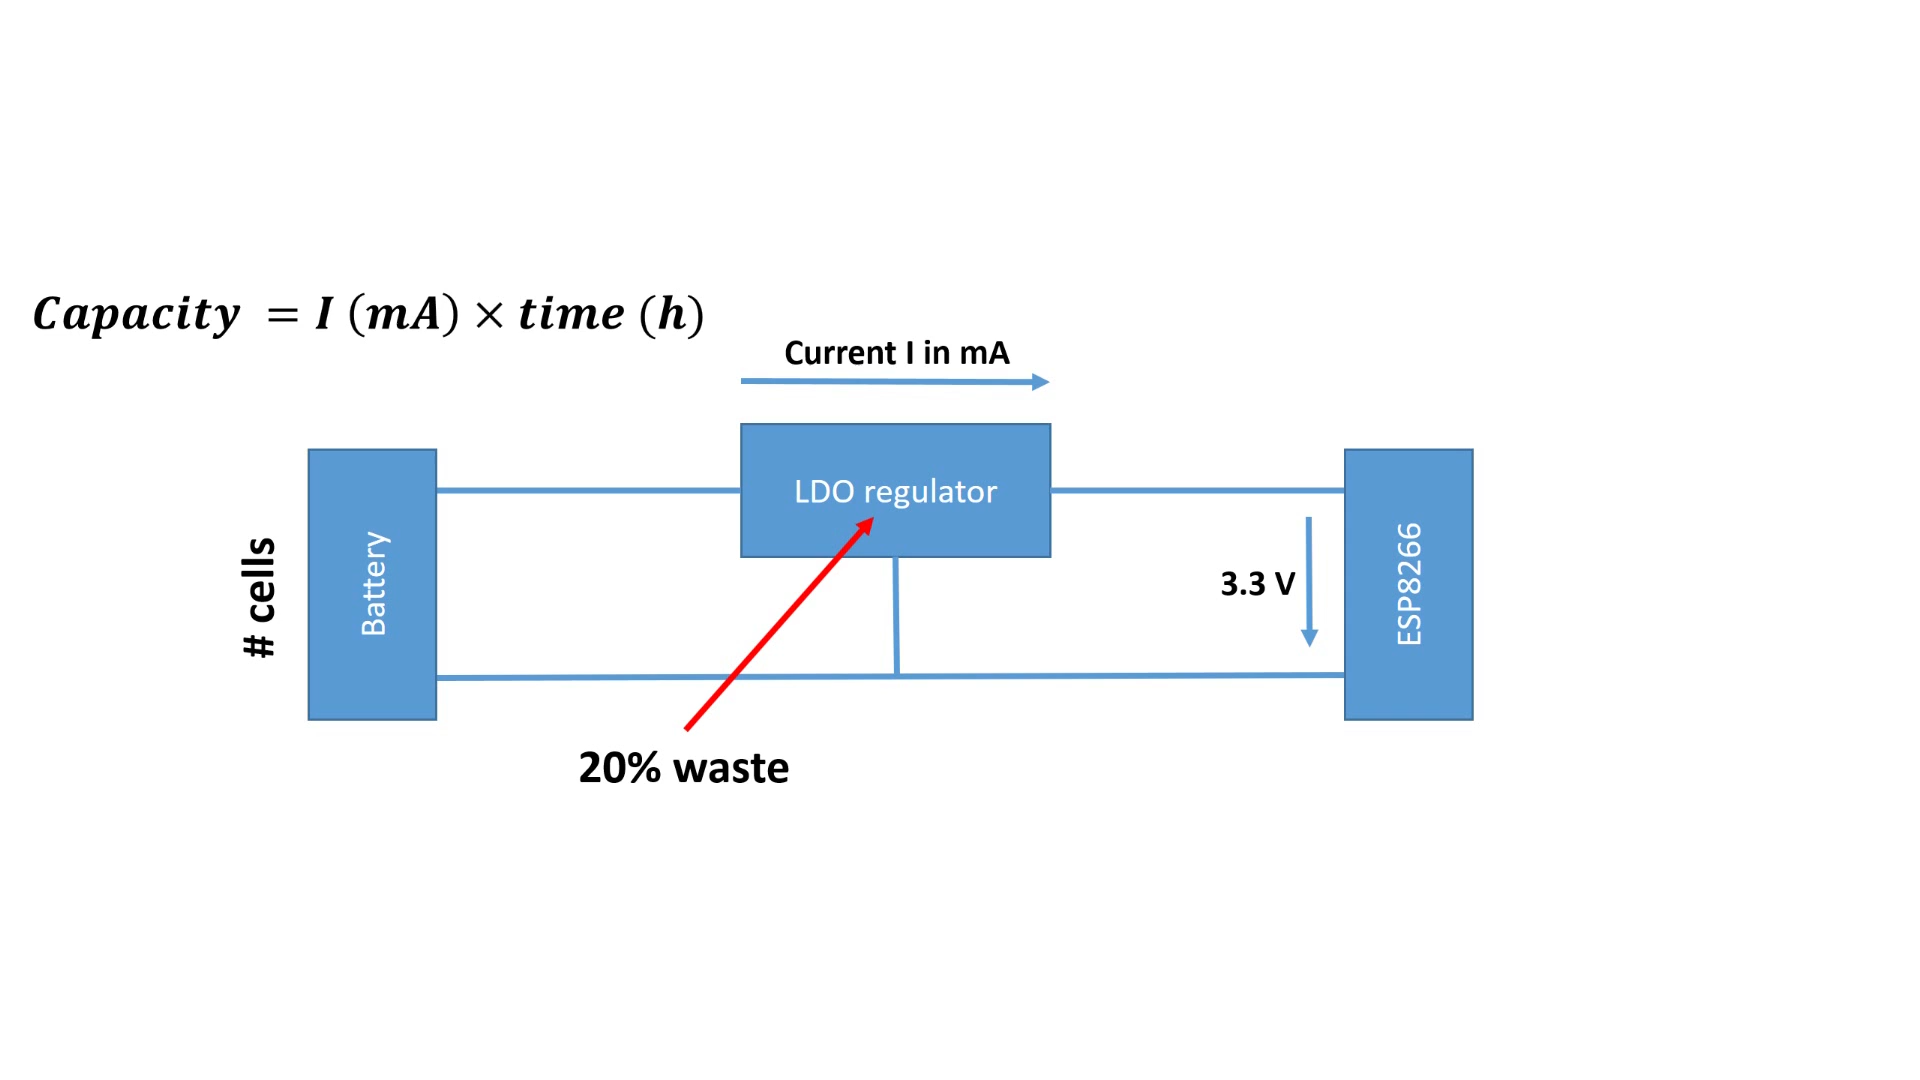 Capacity = I (mA) × time (h)
Current I in mA
LDO regulator
# cells
Battery
3.3 V
ESP8266
20% waste